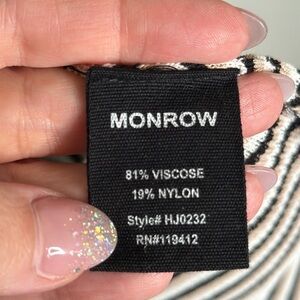 MONROW
81% VISCOSE
19% NYLON
Style# HJ0232
RN#119412